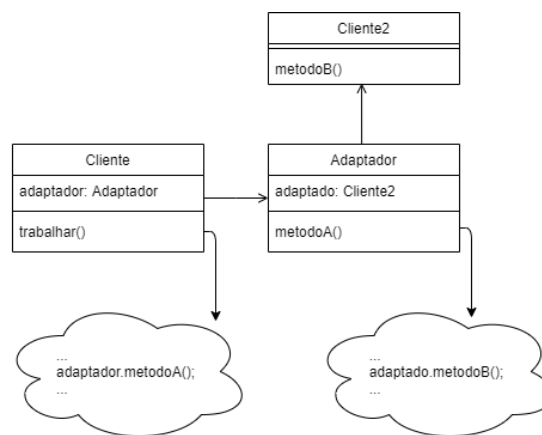 Cliente2
metodoB()
Cliente
adaptador: Adaptador
trabalhar()
Adaptador
adaptado: Cliente2
metodoA()
...
adaptador.metodoA();
...
...
adaptado.metodoB();
...